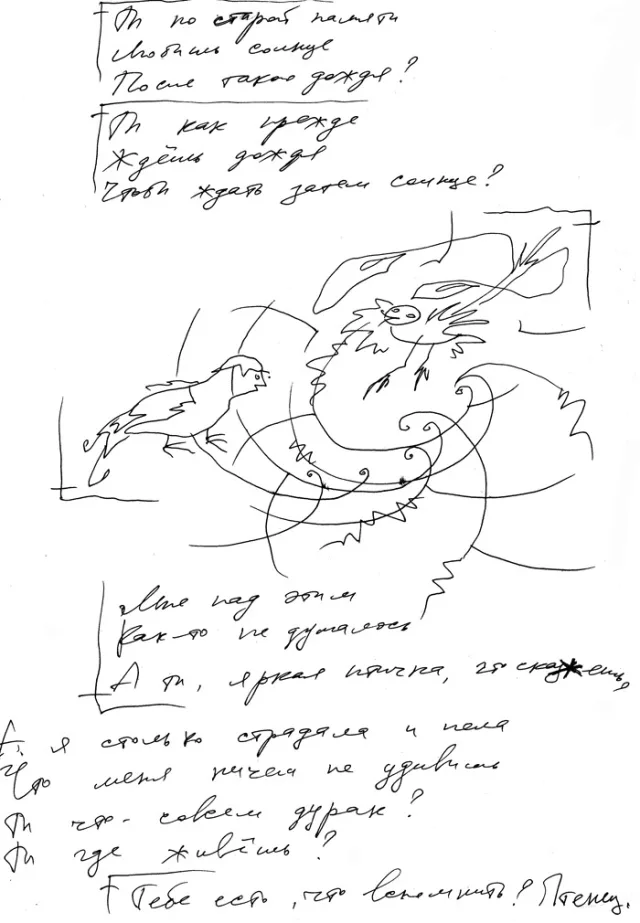 Ты по старой памяти
Любишь солнце
После такого дождя?
Ты как прежде
Ждёшь дождя
Чтоби ждать затем солнце?
Мне над этим
Как-то не думалось
А ты, яркая птичка, что скажешь?
А я столько страдала и пела
Что меня ничем не удивишь
Ты что-совсем дурак?
Ты где живёшь?
Тебе есть, что вспомнить? Птенец.